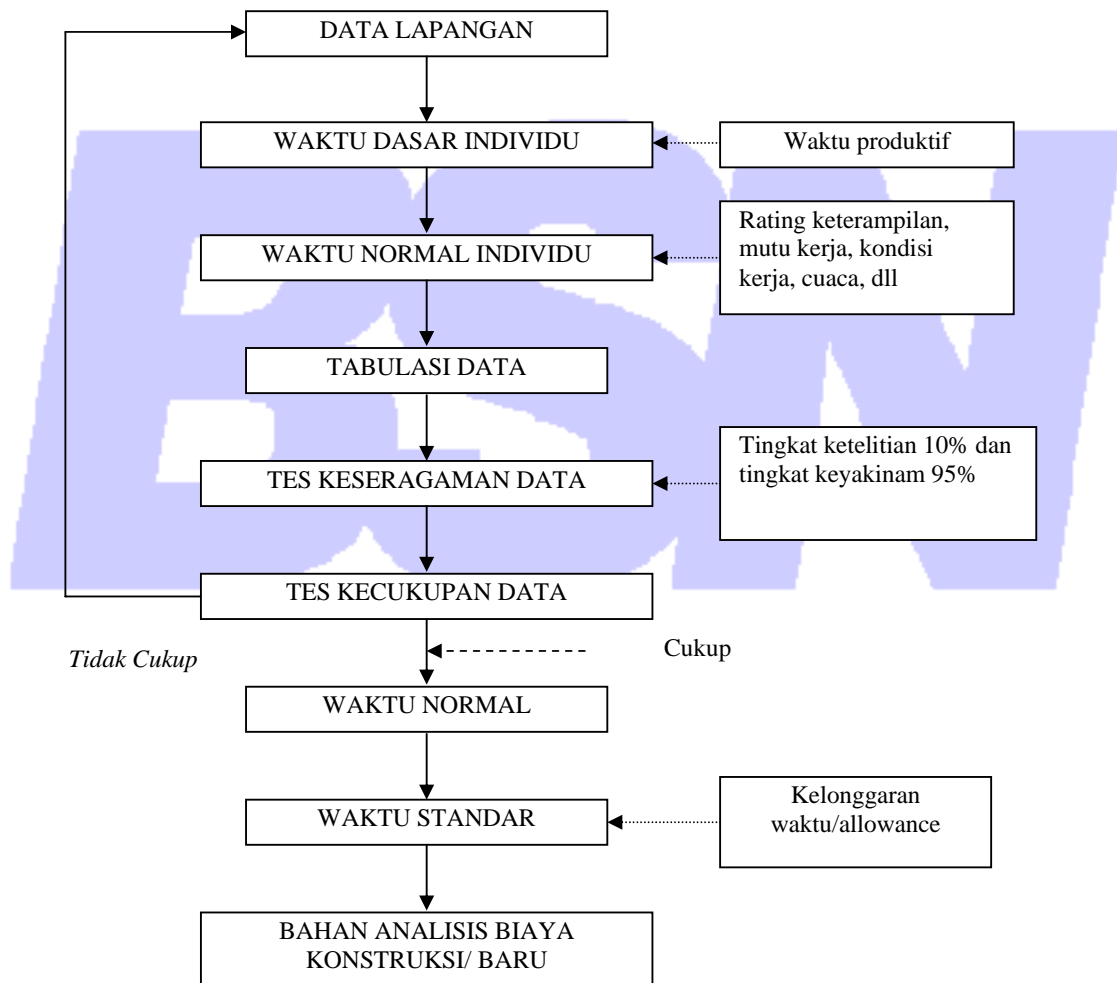 DATA LAPANGAN
WAKTU DASAR INDIVIDU
Waktu produktif
WAKTU NORMAL INDIVIDU
Rating keterampilan,
mutu kerja, kondisi
kerja, cuaca, dll
TABULASI DATA
TES KESERAGAMAN DATA
Tingkat ketelitian 10% dan
tingkat keyakinam 95%
TES KECUKUPAN DATA
Tidak Cukup
Cukup
WAKTU NORMAL
WAKTU STANDAR
Kelonggaran
waktu/allowance
BAHAN ANALISIS BIAYA
KONSTRUKSI/ BARU
BSN